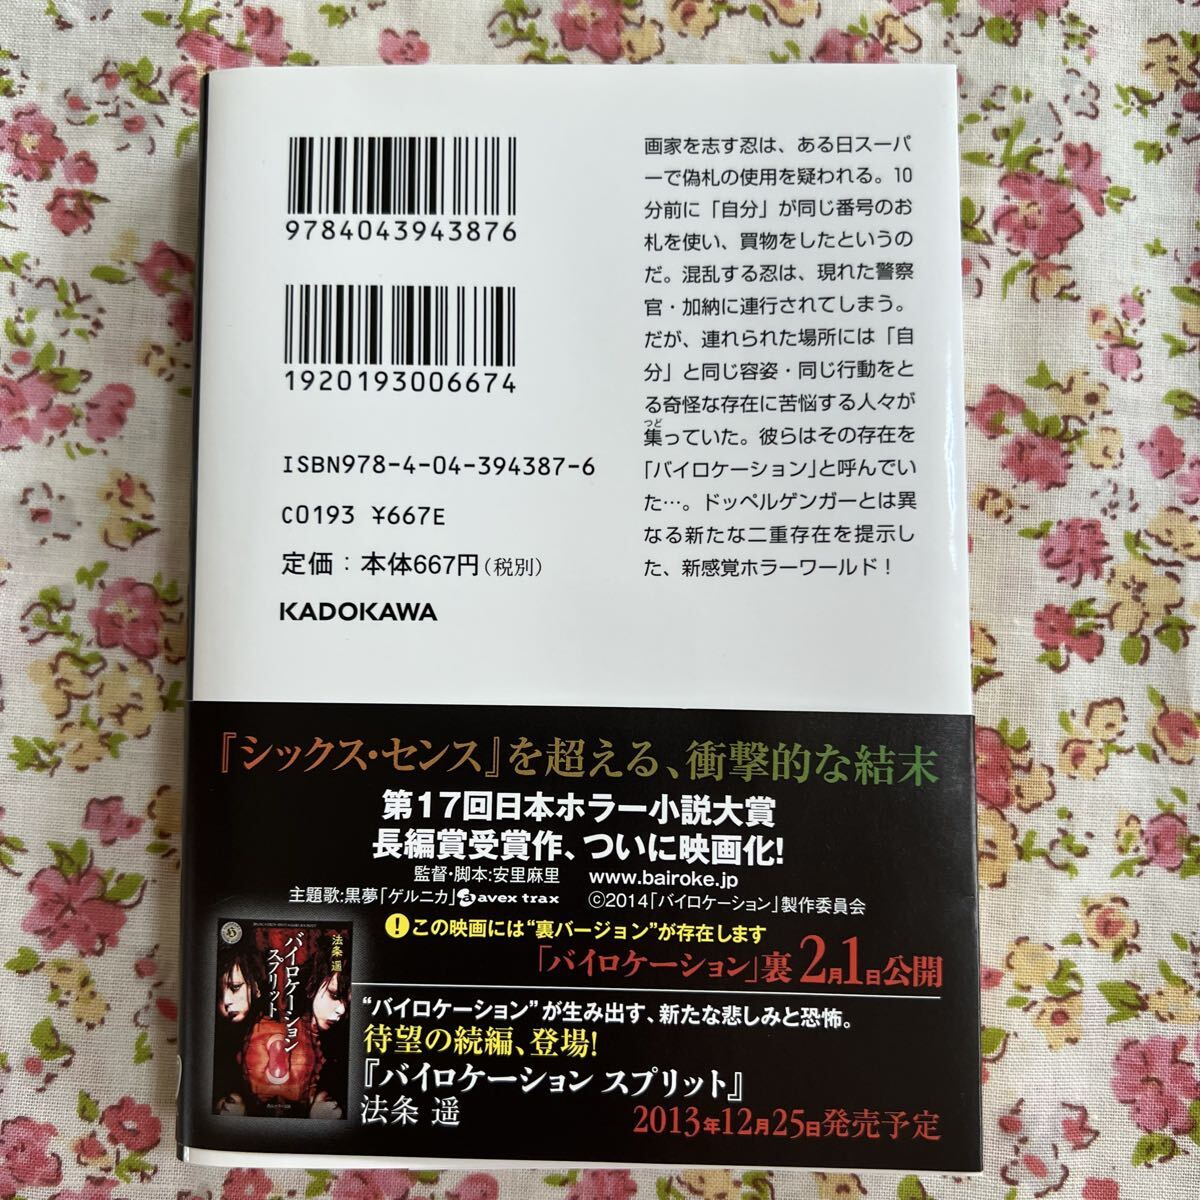 9784043943876
1920193006674
ISBN978-4-04-394387-6
C0193 ¥667E
定価：本体667円（税別）
KADOKAWA
画家を志す忍は、ある日スーパ
ーで偽札の使用を疑われる。10
分前に「自分」が同じ番号のお
札を使い、買物をしたというの
だ。混乱する忍は、現れた警察
官・加納に連行されてしまう。
だが、連れられた場所には「自
分」と同じ容姿・同じ行動をと
る奇怪な存在に苦悩する人々が
つど
集っていた。彼らはその存在を
「バイロケーション」と呼んでい
た…。ドッペルゲンガーとは異
なる新たな二重存在を提示し
た、新感覚ホラーワールド！
『シックス・センス』を超える、衝撃的な結末
第17回日本ホラー小説大賞
長編賞受賞作、ついに映画化!
監督・脚本:安里麻里 www.bairoke.jp
主題歌:黒夢「ゲルニカ」 avex trax ©2014「バイロケーション」製作委員会
! この映画には"裏バージョン"が存在します
「バイロケーション」裏 2月1日公開
"バイロケーション"が生み出す、新たな悲しみと恐怖。
待望の続編、登場!
『バイロケーション スプリット』
法条 遥
2013年12月25日発売予定
法条 遥
バイロケーション
スプリット